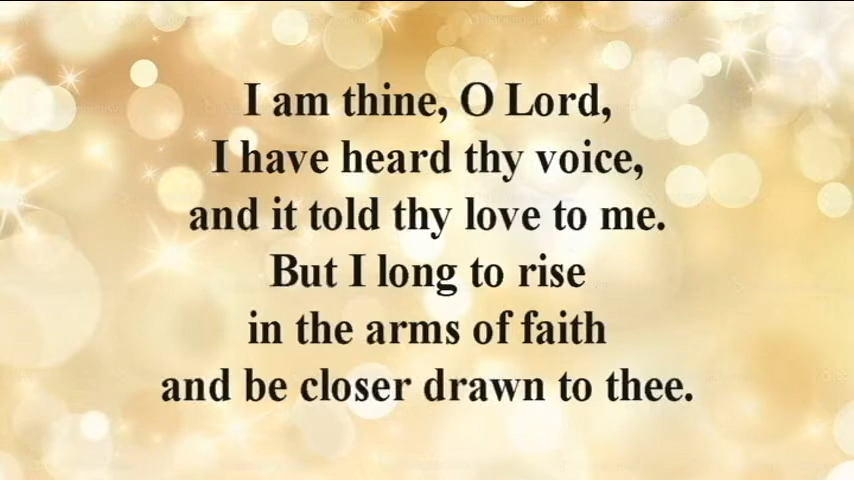 I am thine, O Lord,
I have heard thy voice,
and it told thy love to me.
But I long to rise
in the arms of faith
and be closer drawn to thee.